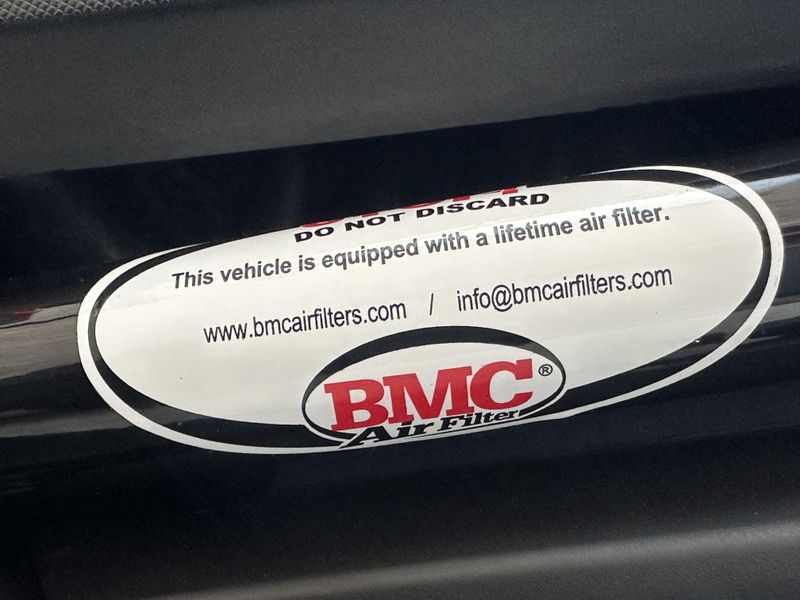 DO NOT DISCARD
This vehicle is equipped with a lifetime air filter.
www.bmcairfilters.com / info@bmcairfilters.com
BMC®
Air Filter